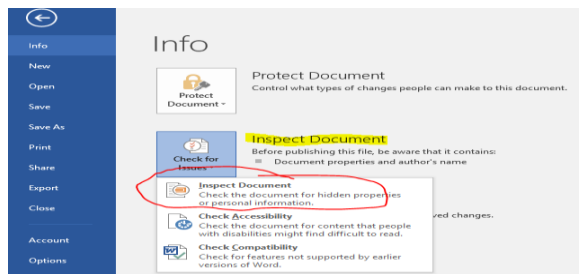 Info
Info
New
Open
Save
Save As
Print
Share
Export
Close
Account
Options
Protect Document
Control what types of changes people can make to this document.
Protect
Document
Inspect Document
Before publishing this file, be aware that it contains:
Document properties and author's name
Check for
Issues
Inspect Document
Check the document for hidden properties
or personal information.
Check Accessibility
Check the document for content that people
with disabilities might find difficult to read.
Check Compatibility
Check for features not supported by earlier
versions of Word.
ved changes.